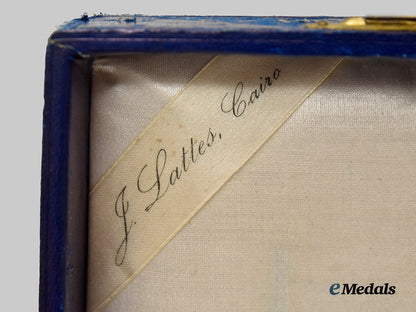 J. Lattes, Cairo
eMedals